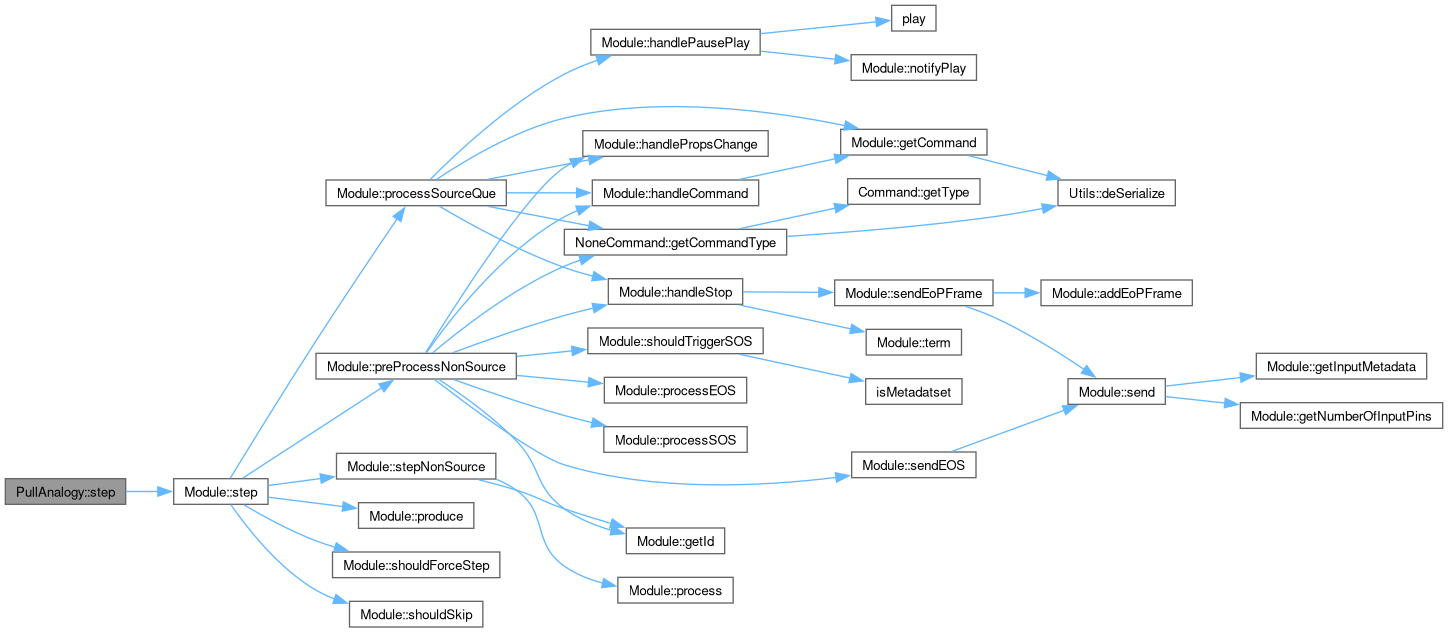 PullAnalogy::step
Module::step
Module::processSourceQue
Module::preProcessNonSource
Module::stepNonSource
Module::produce
Module::shouldForceStep
Module::shouldSkip
Module::handlePausePlay
Module::handlePropsChange
Module::handleCommand
NoneCommand::getCommandType
Module::handleStop
Module::shouldTriggerSOS
Module::processEOS
Module::processSOS
Module::getId
Module::process
play
Module::notifyPlay
Module::getCommand
Command::getType
Module::sendEoPFrame
Module::term
isMetadatset
Module::sendEOS
Utils::deSerialize
Module::addEoPFrame
Module::send
Module::getInputMetadata
Module::getNumberOfInputPins